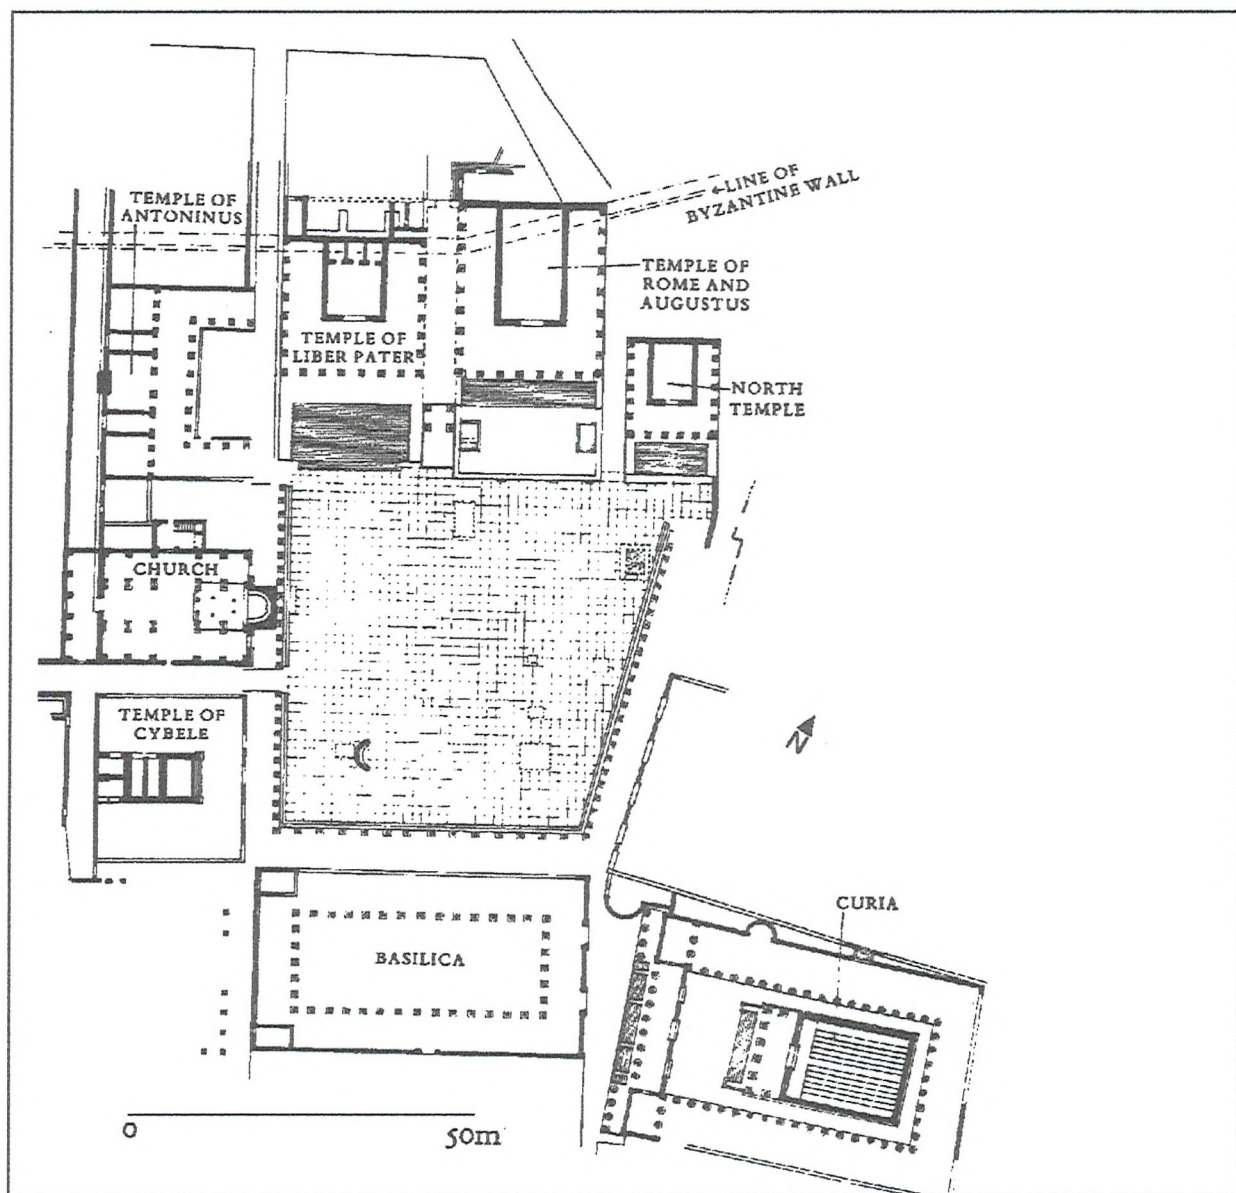 TEMPLE OF
ANTONINUS
←LINE OF
BYZANTINE WALL
TEMPLE OF
ROME AND
AUGUSTUS
TEMPLE OF
LIBER PATER
NORTH
TEMPLE
CHURCH
TEMPLE OF
CYBELE
N
CURIA
BASILICA
0 50m